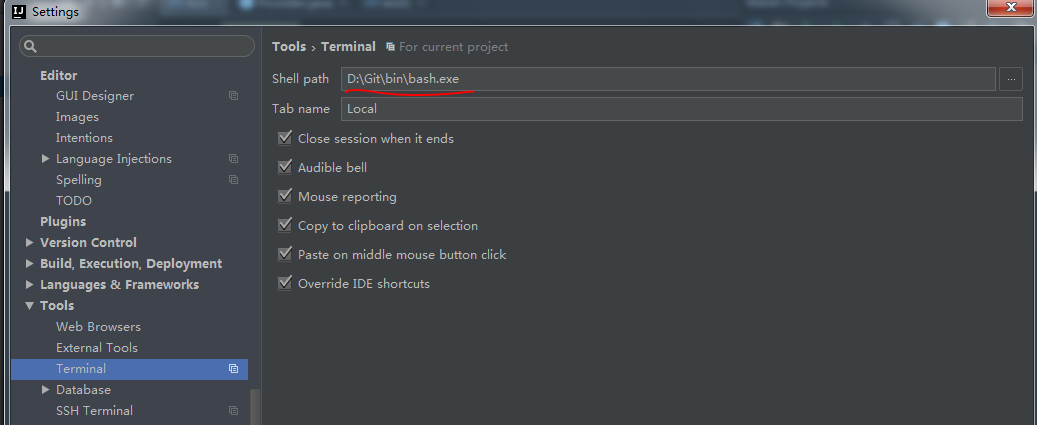 IJ Settings
Editor
GUI Designer
Images
Intentions
Language Injections
Spelling
TODO
Plugins
Version Control
Build, Execution, Deployment
Languages & Frameworks
Tools
Web Browsers
External Tools
Terminal
Database
SSH Terminal
Tools › Terminal For current project
Shell path D:\Git\bin\bash.exe ...
Tab name Local
Close session when it ends
Audible bell
Mouse reporting
Copy to clipboard on selection
Paste on middle mouse button click
Override IDE shortcuts